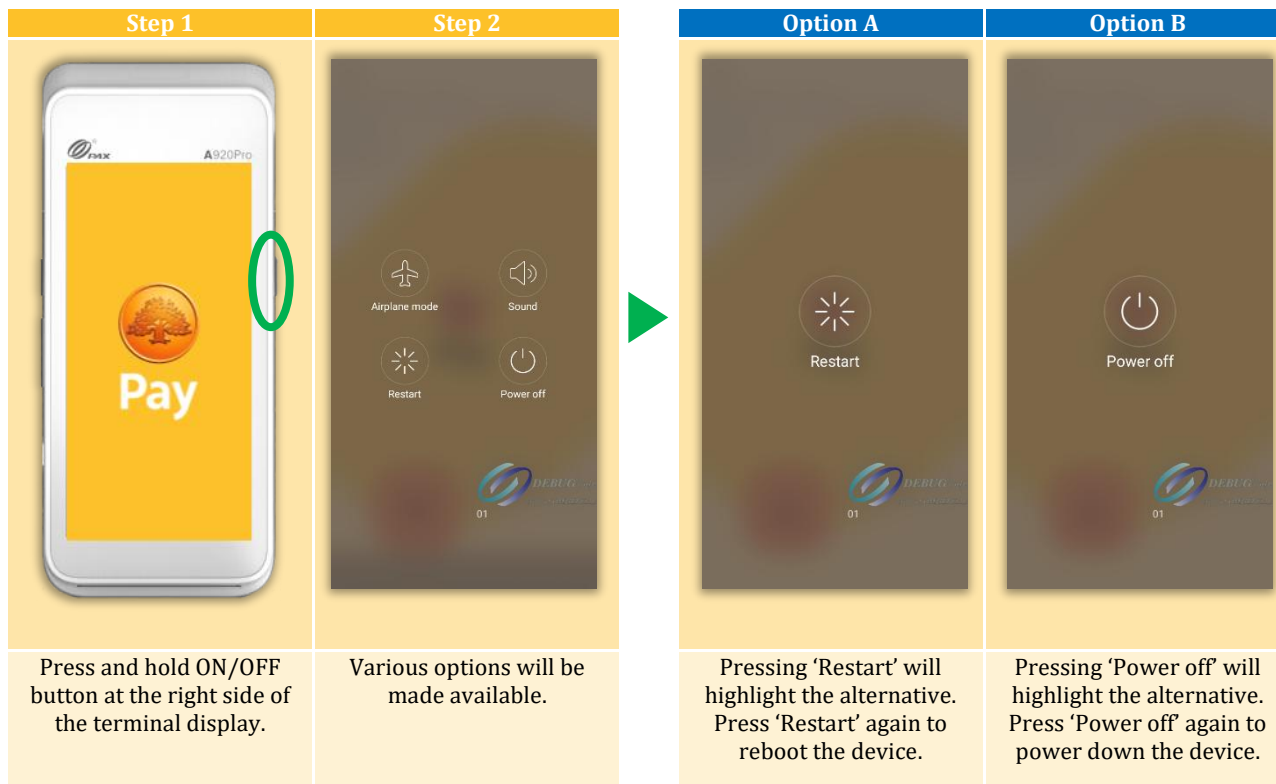 Step 1
Step 2
Option A
Option B
PAX
A920Pro
Pay
Airplane mode
Sound
Restart
Power off
DEBUG
01
Restart
DEBUG
01
Power off
DEBUG
01
Press and hold ON/OFF
button at the right side of
the terminal display.
Various options will be
made available.
Pressing ‘Restart’ will
highlight the alternative.
Press ‘Restart’ again to
reboot the device.
Pressing ‘Power off’ will
highlight the alternative.
Press ‘Power off’ again to
power down the device.